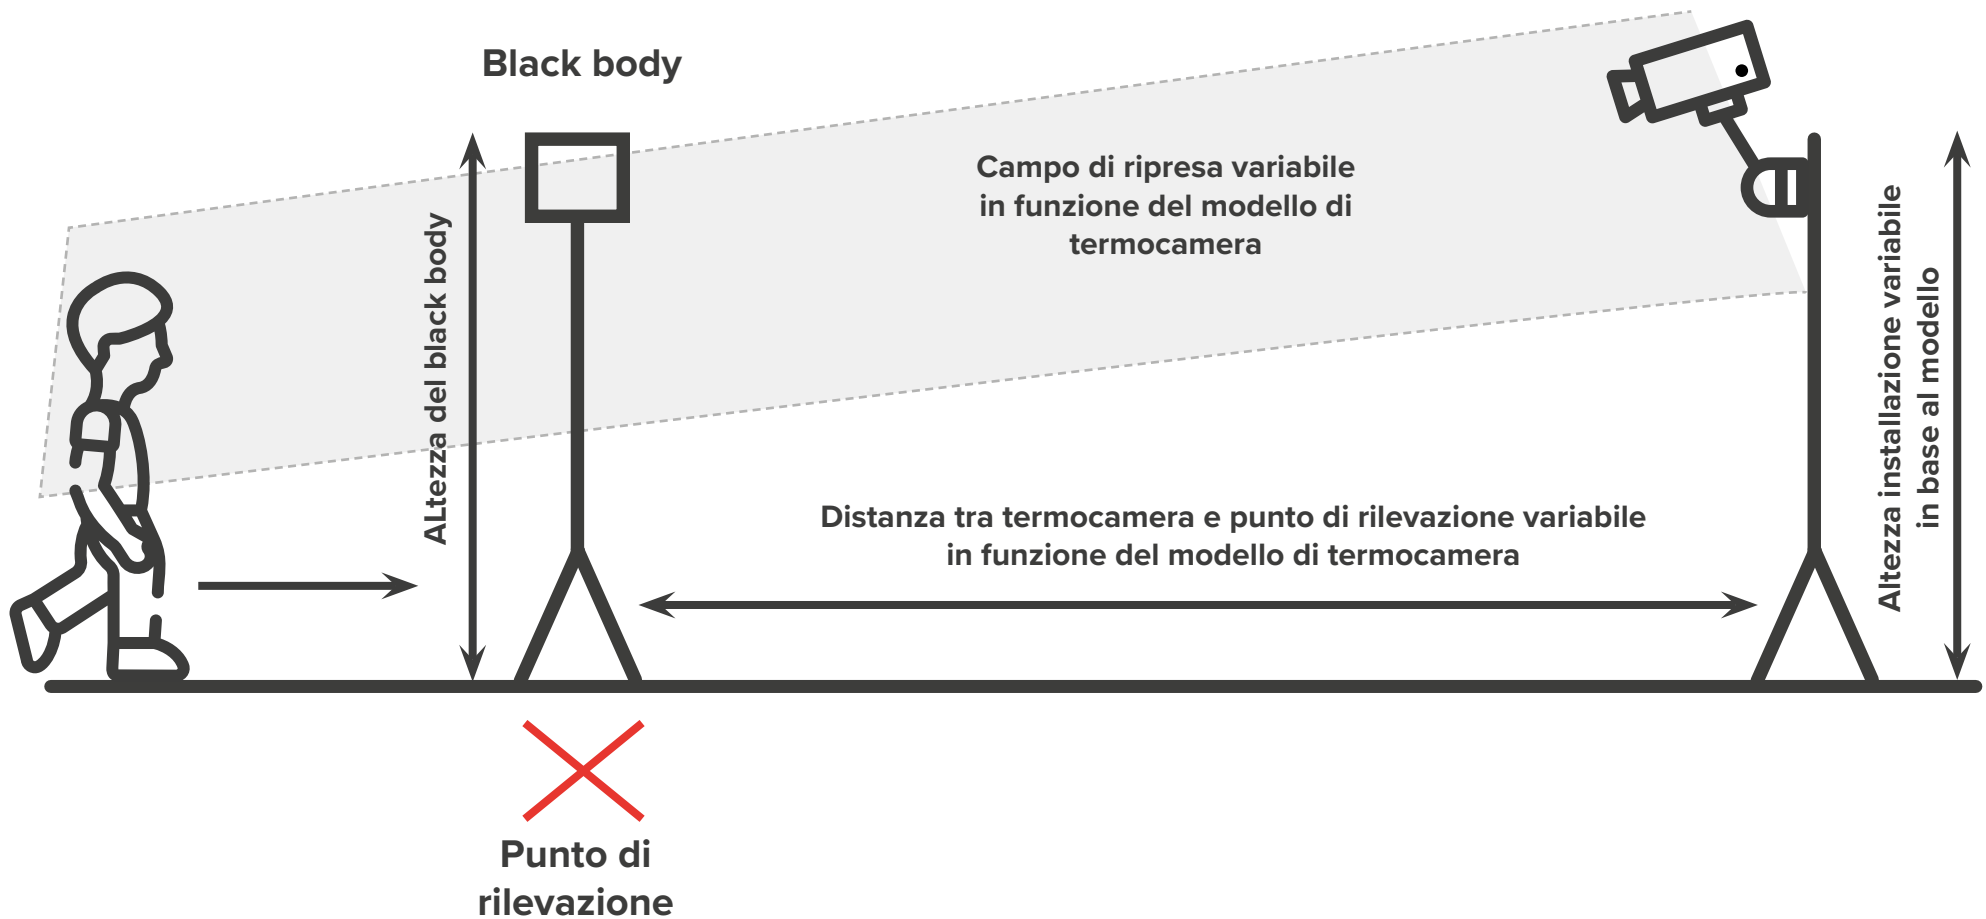 Black body
Campo di ripresa variabile
in funzione del modello di
termocamera
ALtezza del black body
Altezza installazione variabile
in base al modello
Distanza tra termocamera e punto di rilevazione variabile
in funzione del modello di termocamera
Punto di
rilevazione